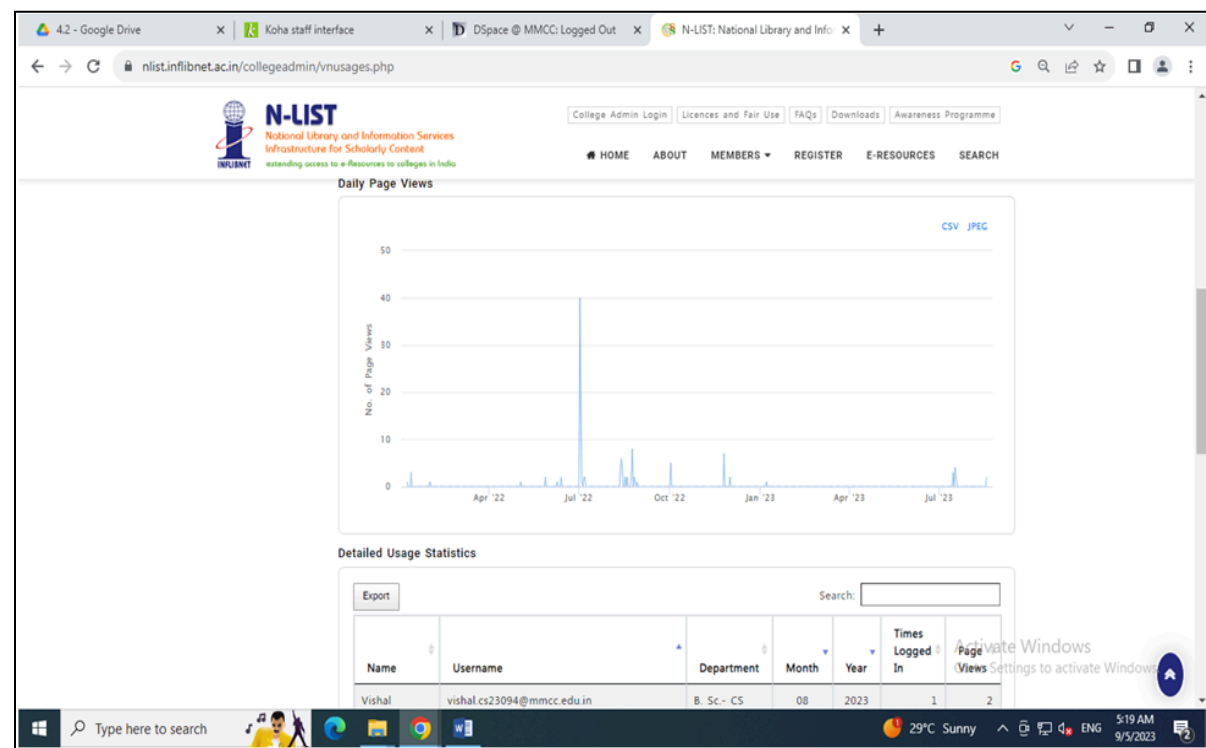 4.2 - Google Drive
Koha staff interface
DSpace @ MMCC: Logged Out
N-LIST: National Library and Info
nlist.inflibnet.ac.in/collegeadmin/vnusages.php
INFLIBNET
N-LIST
National Library and Information Services
Infrastructure for Scholarly Content
extending access to e-Resources to colleges in India
College Admin Login Licences and Fair Use FAQs Downloads Awareness Programme
HOME ABOUT MEMBERS REGISTER E-RESOURCES SEARCH
Daily Page Views
CSV JPEG
No. of Page Views
50
40
30
20
10
0
Apr '22 Jul '22 Oct '22 Jan '23 Apr '23 Jul '23
Detailed Usage Statistics
Export
Search:
Name Username Department Month Year Times Logged In Page Views
Vishal vishal.cs23094@mmcc.edu.in B. Sc.- CS 08 2023 1 2
Activate Windows
Settings to activate Windows
Type here to search
29°C Sunny
ENG
5:19 AM
9/5/2023
2